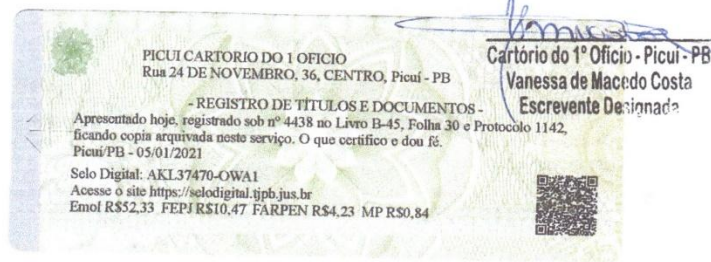 PICUI CARTORIO DO 1 OFICIO
Rua 24 DE NOVEMBRO, 36, CENTRO, Picuí - PB
- REGISTRO DE TÍTULOS E DOCUMENTOS -
Apresentado hoje, registrado sob nº 4438 no Livro B-45, Folha 30 e Protocolo 1142,
ficando copia arquivada neste serviço. O que certifico e dou fé.
Picuí/PB - 05/01/2021
Selo Digital: AKL37470-OWA1
Acesse o site https://selodigital.tjpb.jus.br
Emol R$52,33 FEPJ R$10,47 FARPEN R$4,23 MP R$0,84
Cartório do 1º Ofício - Picuí - PB
Vanessa de Macedo Costa
Escrevente Designada